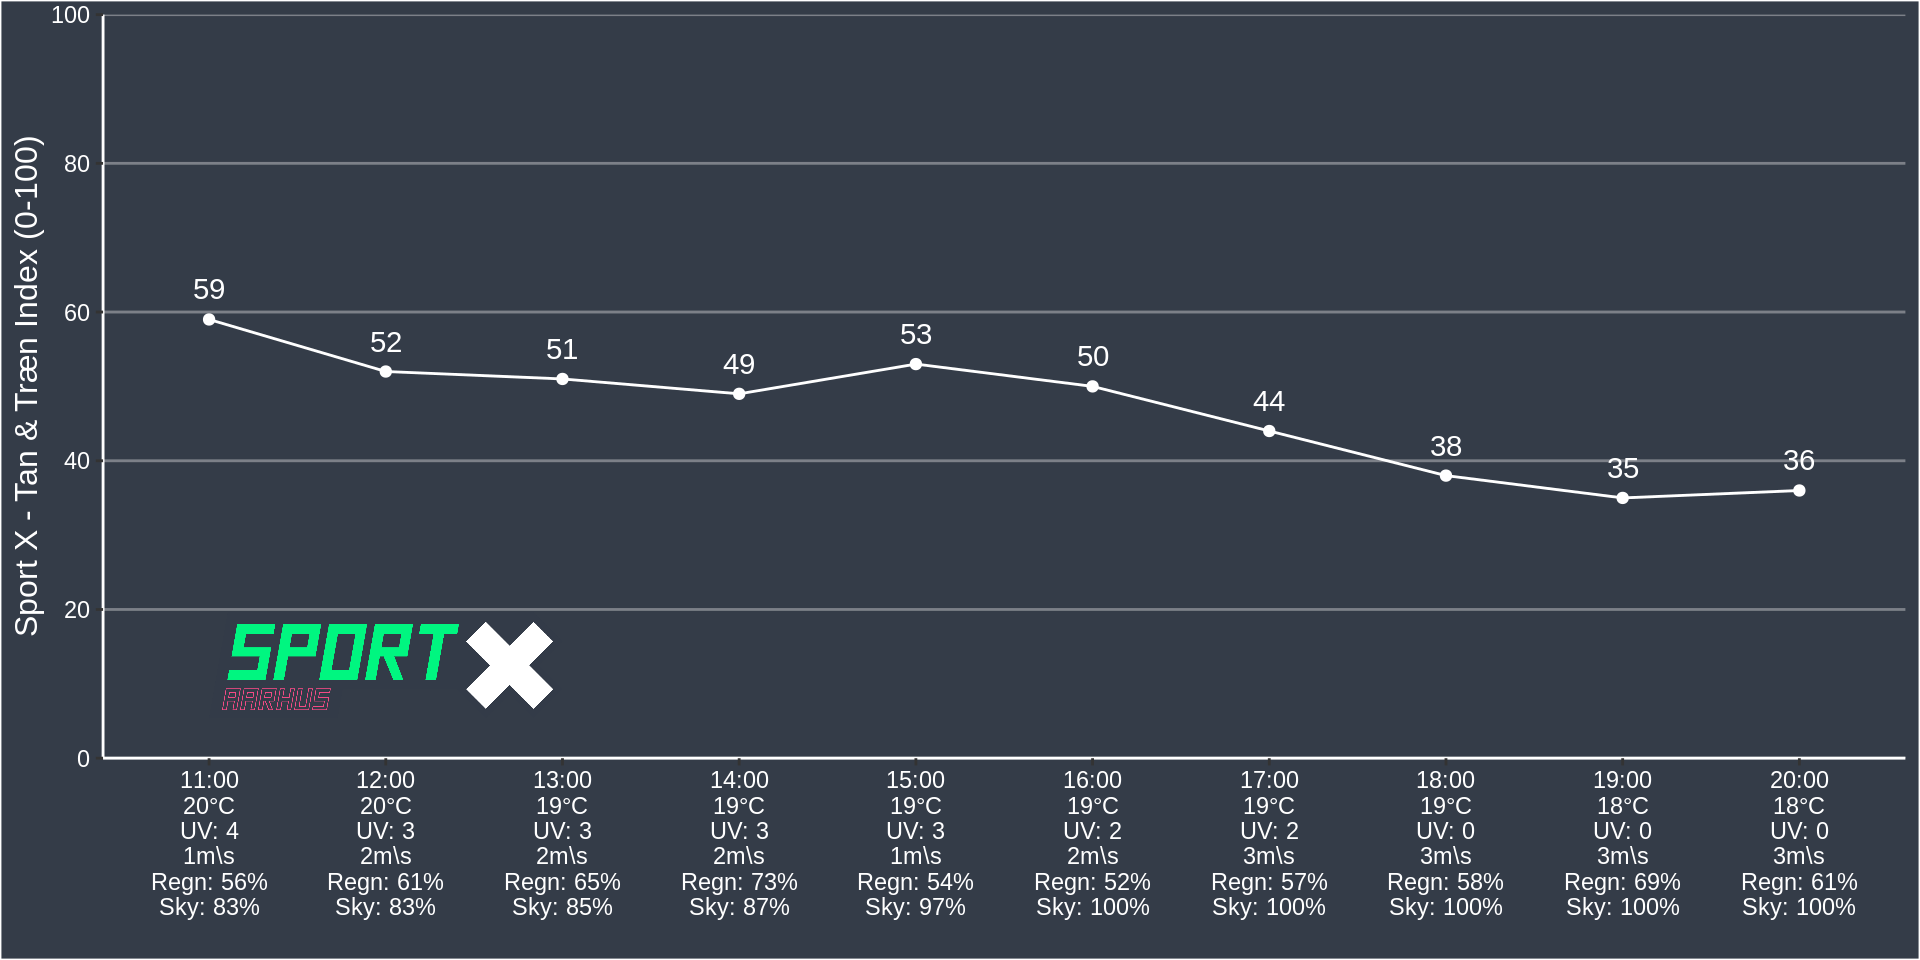 Sport X - Tan & Træn Index (0-100)
100
80
60
40
20
0
59
52
51
49
53
50
44
38
35
36
SPORT X
AARHUS
11:00 12:00 13:00 14:00 15:00 16:00 17:00 18:00 19:00 20:00
20°C 20°C 19°C 19°C 19°C 19°C 19°C 19°C 18°C 18°C
UV: 4 UV: 3 UV: 3 UV: 3 UV: 3 UV: 2 UV: 2 UV: 0 UV: 0 UV: 0
1m\s 2m\s 2m\s 2m\s 1m\s 2m\s 3m\s 3m\s 3m\s 3m\s
Regn: 56% Regn: 61% Regn: 65% Regn: 73% Regn: 54% Regn: 52% Regn: 57% Regn: 58% Regn: 69% Regn: 61%
Sky: 83% Sky: 83% Sky: 85% Sky: 87% Sky: 97% Sky: 100% Sky: 100% Sky: 100% Sky: 100% Sky: 100%